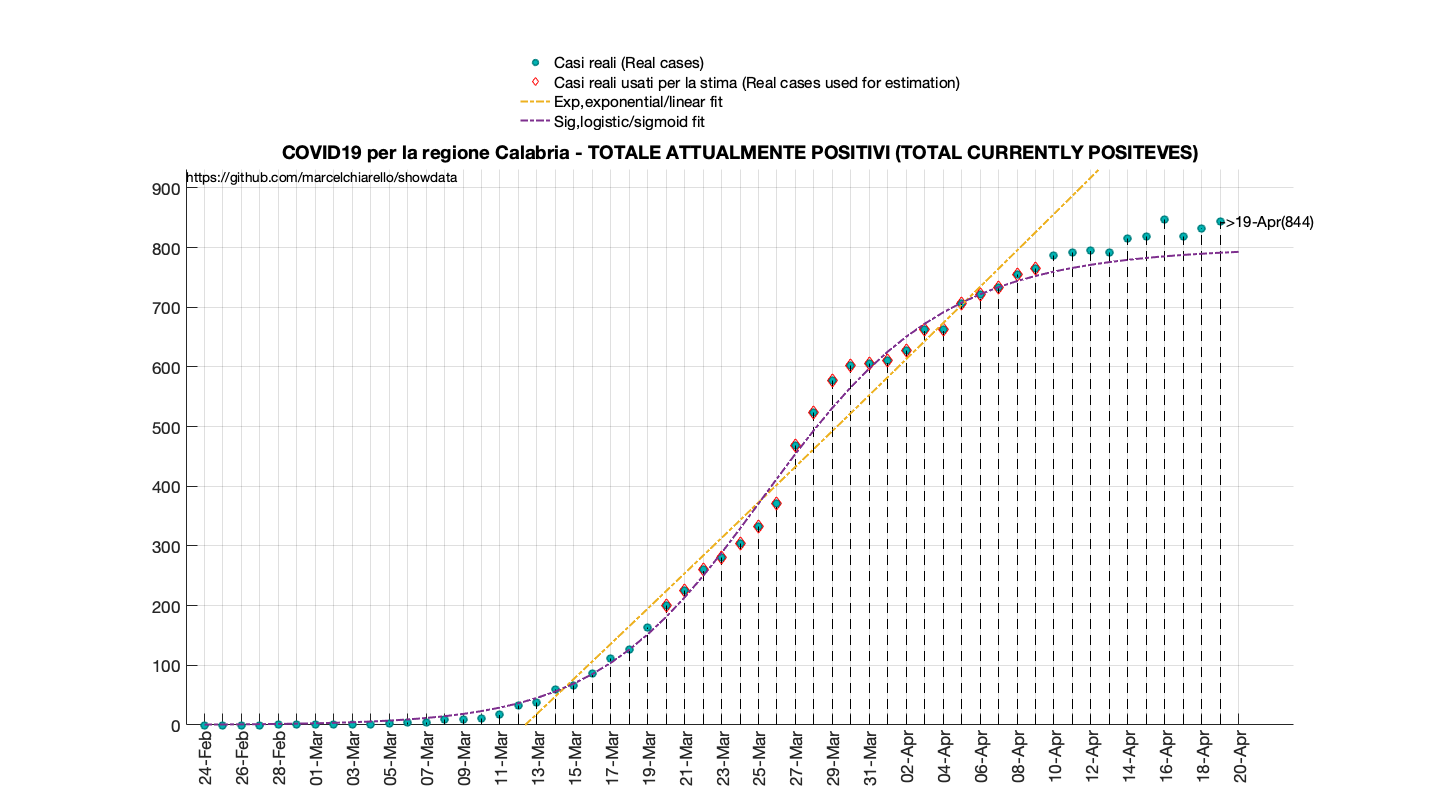 Casi reali (Real cases)
Casi reali usati per la stima (Real cases used for estimation)
Exp,exponential/linear fit
Sig,logistic/sigmoid fit
COVID19 per la regione Calabria - TOTALE ATTUALMENTE POSITIVI (TOTAL CURRENTLY POSITEVES)
https://github.com/marcelchiarello/showdata
900
->19-Apr(844)
800
700
600
500
400
300
200
100
0
24-Feb
26-Feb
28-Feb
01-Mar
03-Mar
05-Mar
07-Mar
09-Mar
11-Mar
13-Mar
15-Mar
17-Mar
19-Mar
21-Mar
23-Mar
25-Mar
27-Mar
29-Mar
31-Mar
02-Apr
04-Apr
06-Apr
08-Apr
10-Apr
12-Apr
14-Apr
16-Apr
18-Apr
20-Apr